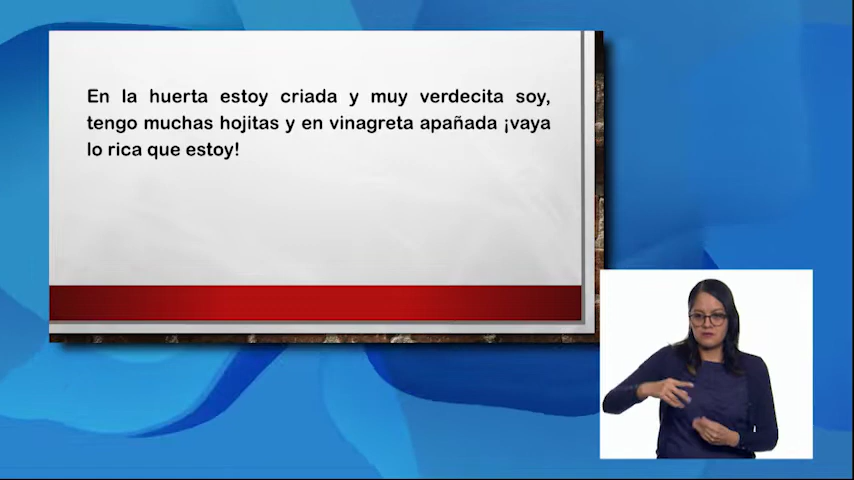 En la huerta estoy criada y muy verdecita soy,
tengo muchas hojitas y en vinagreta apañada ¡vaya
lo rica que estoy!